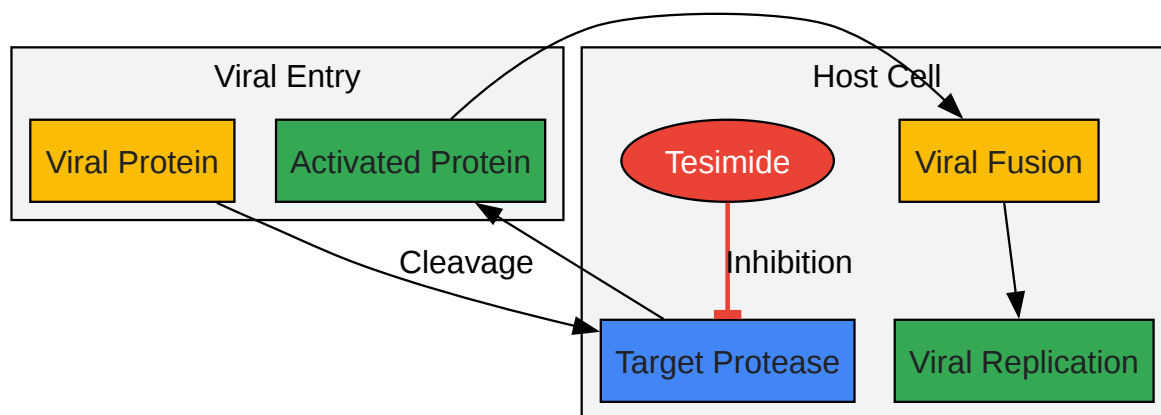 Viral Entry
Host Cell
Viral Protein
Activated Protein
Tesimide
Viral Fusion
Cleavage
Inhibition
Target Protease
Viral Replication